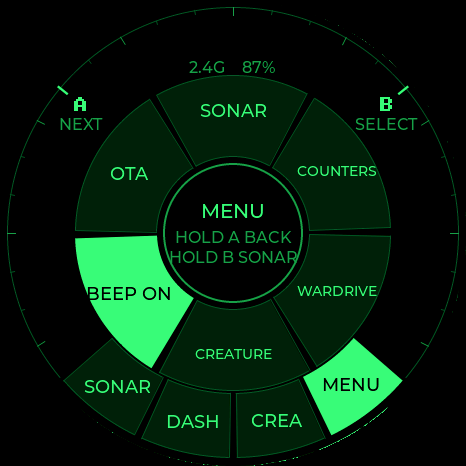 2.4G 87%
A
NEXT
B
SELECT
SONAR
OTA
COUNTERS
MENU
HOLD A BACK
HOLD B SONAR
BEEP ON
WARDRIVE
CREATURE
SONAR
DASH
CREA
MENU